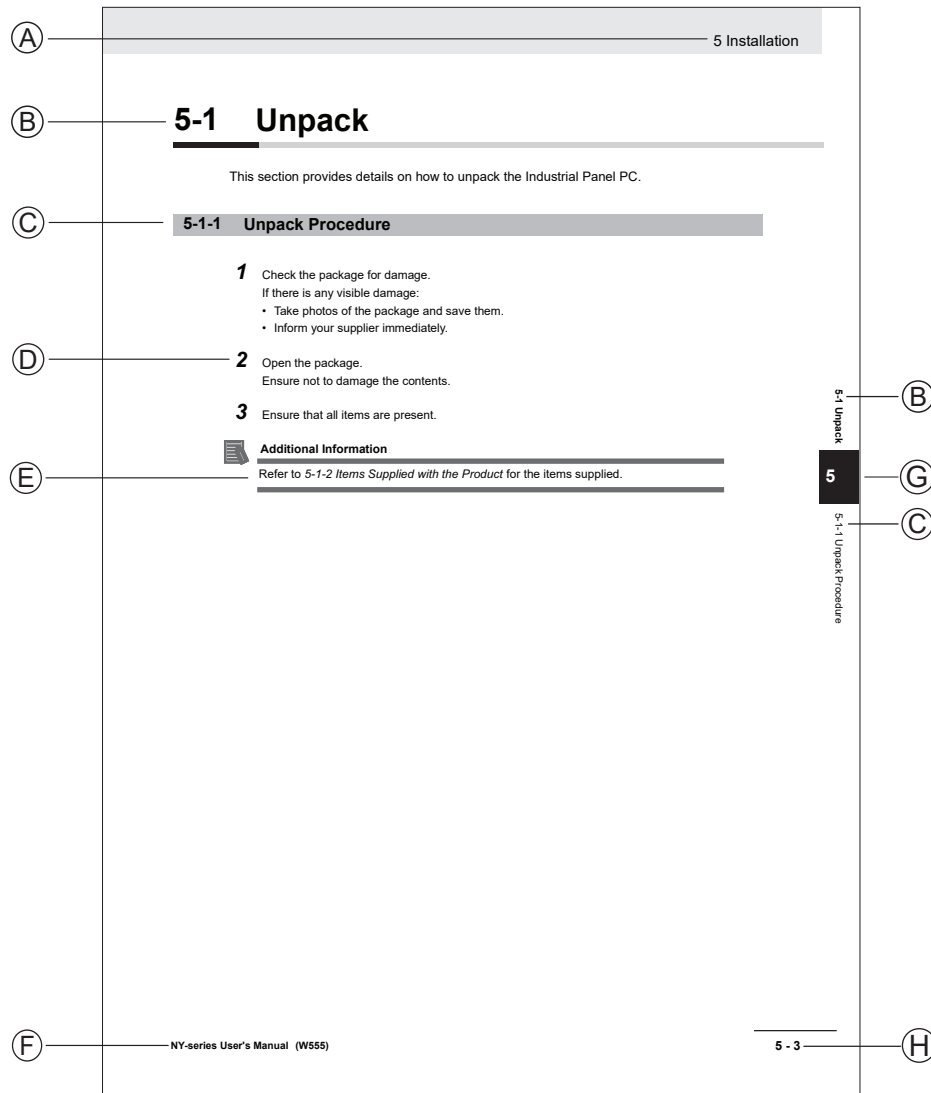 A
5 Installation
B
5-1 Unpack
This section provides details on how to unpack the Industrial Panel PC.
C
5-1-1 Unpack Procedure
1 Check the package for damage.
If there is any visible damage:
• Take photos of the package and save them.
• Inform your supplier immediately.
D
2 Open the package.
Ensure not to damage the contents.
3 Ensure that all items are present.
Additional Information
E
Refer to 5-1-2 Items Supplied with the Product for the items supplied.
5-1 Unpack
B
5
G
5-1-1 Unpack Procedure
C
F
NY-series User's Manual (W555)
5 - 3
H